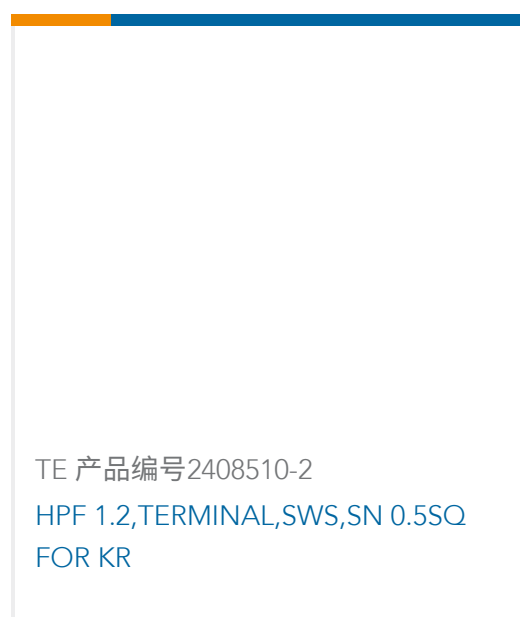 TE 产品编号2408510-2
HPF 1.2,TERMINAL,SWS,SN 0.5SQ
FOR KR